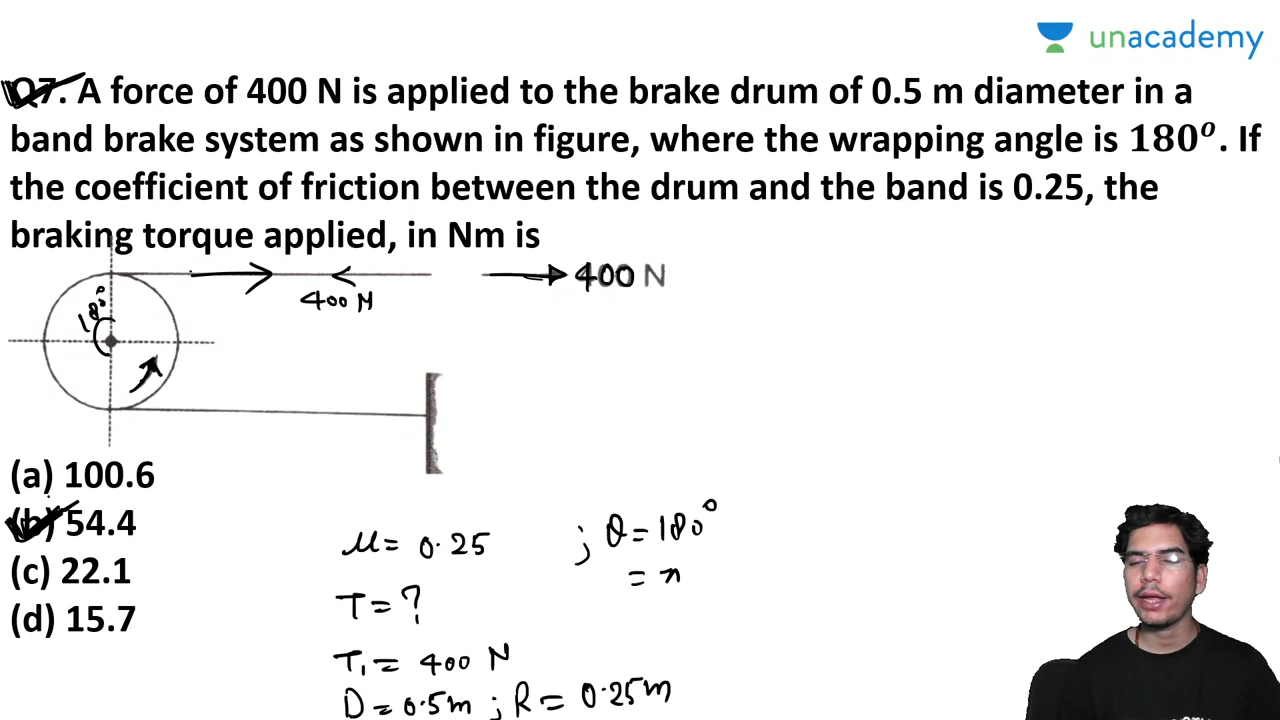 unacademy
Q7. A force of 400 N is applied to the brake drum of 0.5 m diameter in a
band brake system as shown in figure, where the wrapping angle is 180°. If
the coefficient of friction between the drum and the band is 0.25, the
braking torque applied, in Nm is
400 N
400 N
180°
(a) 100.6
(b) 54.4
(c) 22.1
(d) 15.7
μ = 0.25 ; θ = 180°
= π
T = ?
T₁ = 400 N
D = 0.5m ; R = 0.25m